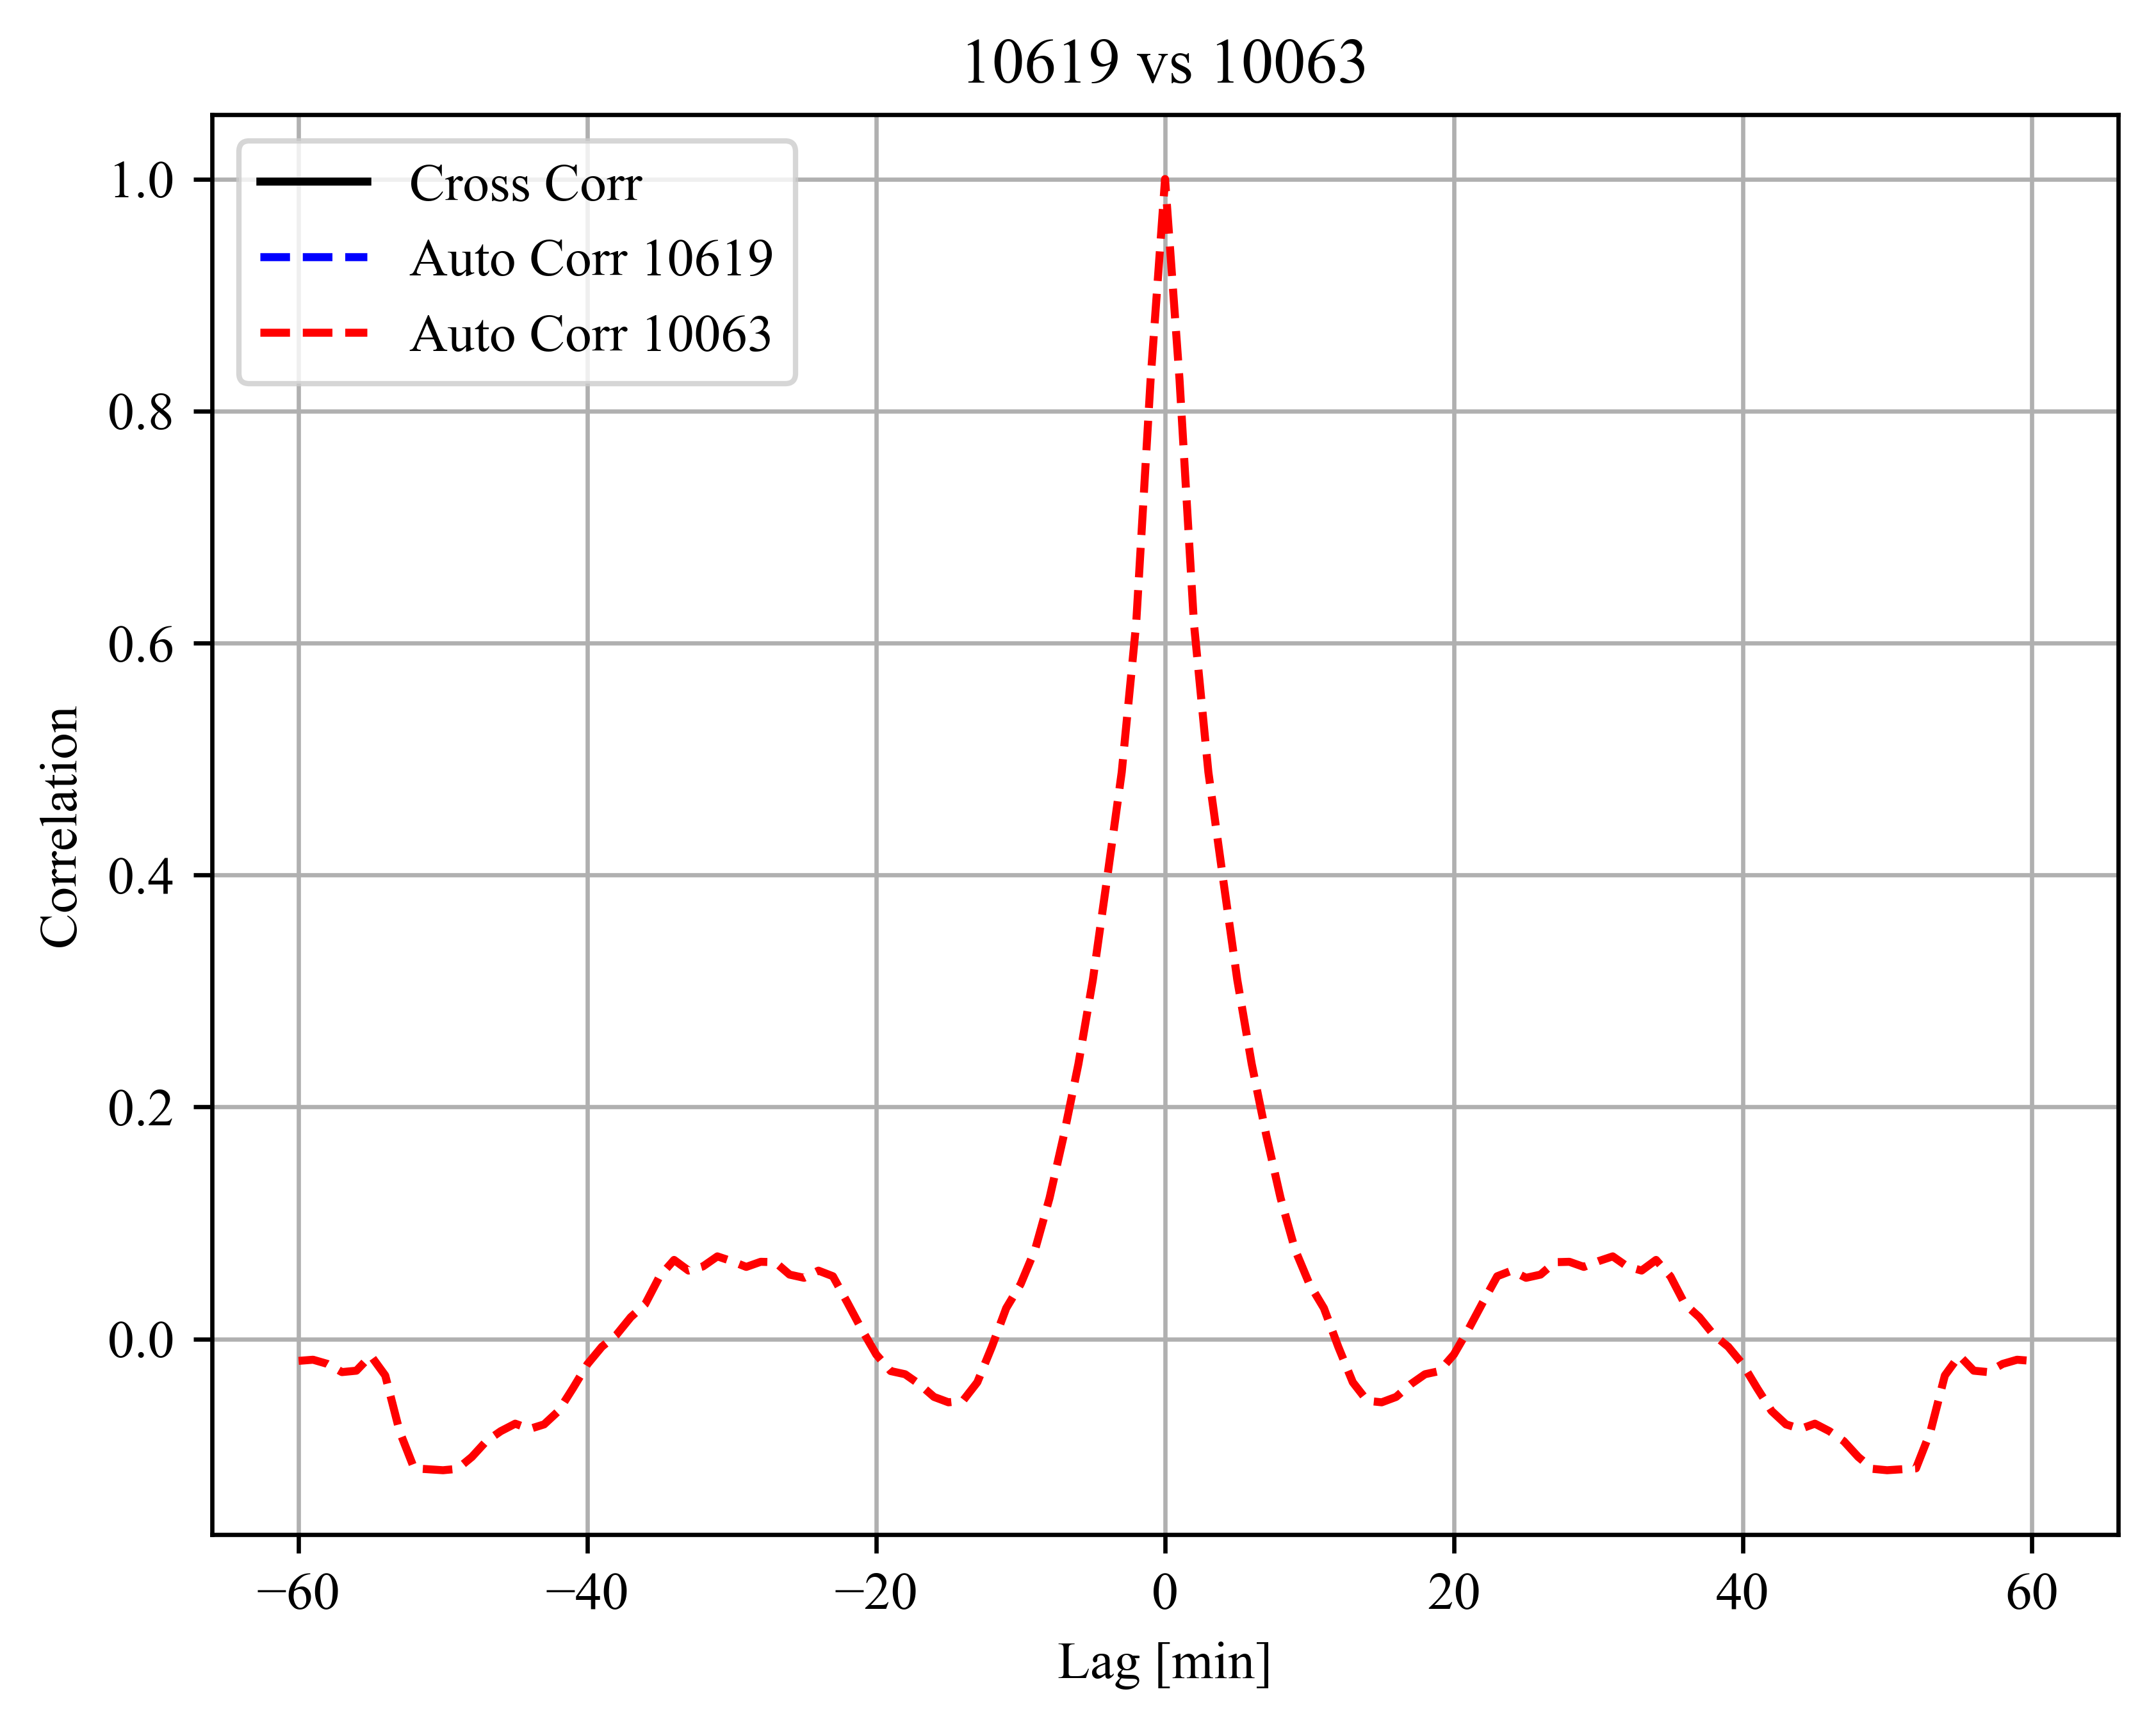 10619 vs 10063
Cross Corr
Auto Corr 10619
Auto Corr 10063
1.0
0.8
0.6
0.4
0.2
0.0
Correlation
−60 −40 −20 0 20 40 60
Lag [min]